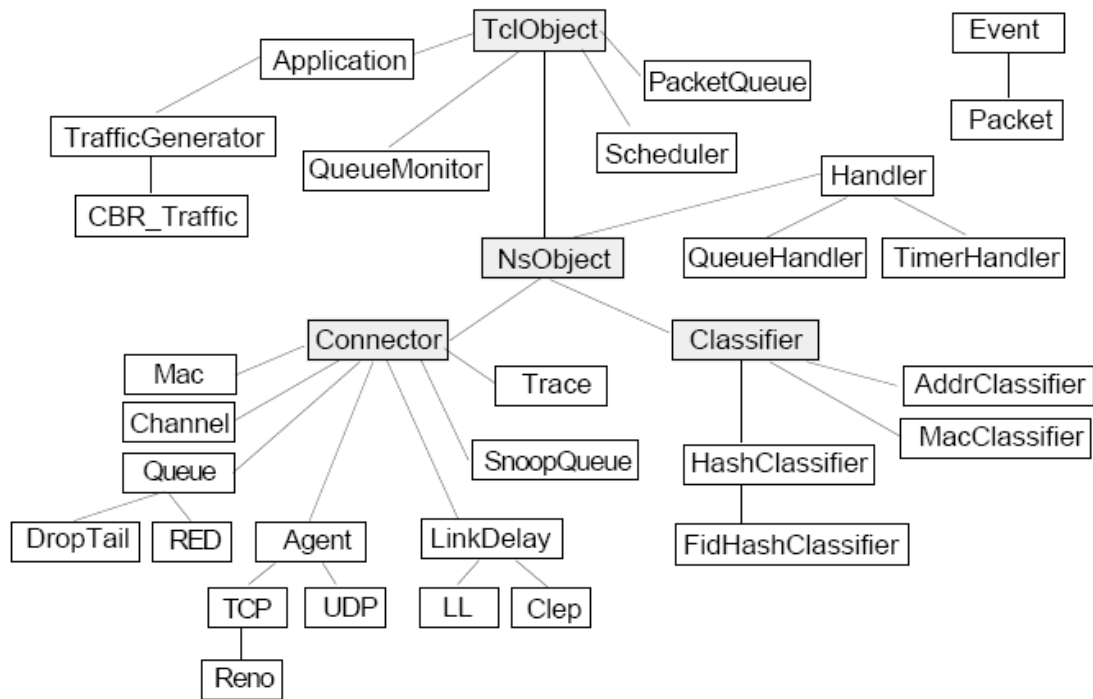 TclObject
Event
Application
PacketQueue
Packet
TrafficGenerator
Scheduler
QueueMonitor
Handler
CBR_Traffic
NsObject
QueueHandler
TimerHandler
Connector
Classifier
Mac
Trace
AddrClassifier
Channel
MacClassifier
Queue
SnoopQueue
HashClassifier
DropTail
RED
Agent
LinkDelay
FidHashClassifier
TCP
UDP
LL
Clep
Reno